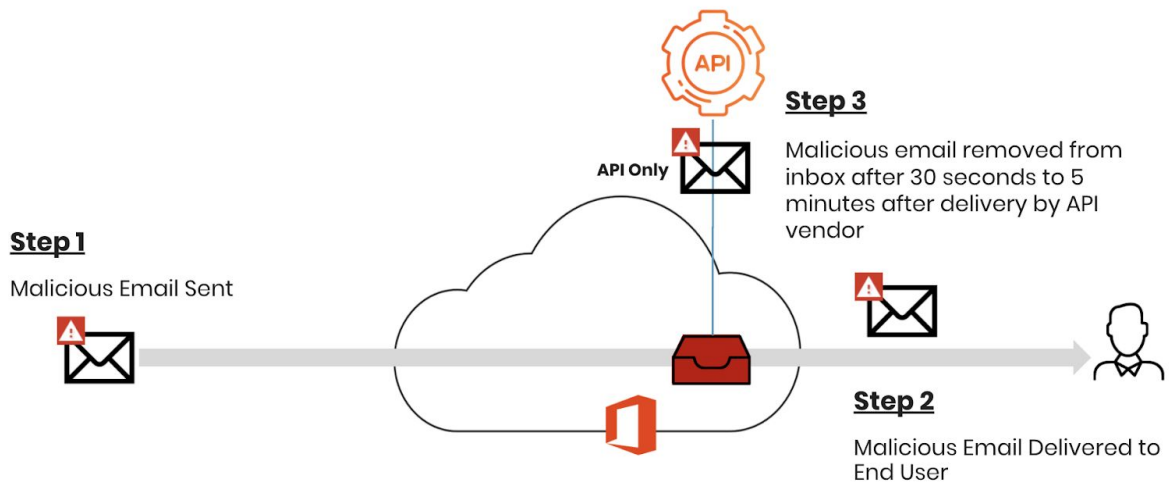 API
Step 3
Malicious email removed from
inbox after 30 seconds to 5
minutes after delivery by API
vendor
API Only
Step 1
Malicious Email Sent
Step 2
Malicious Email Delivered to
End User